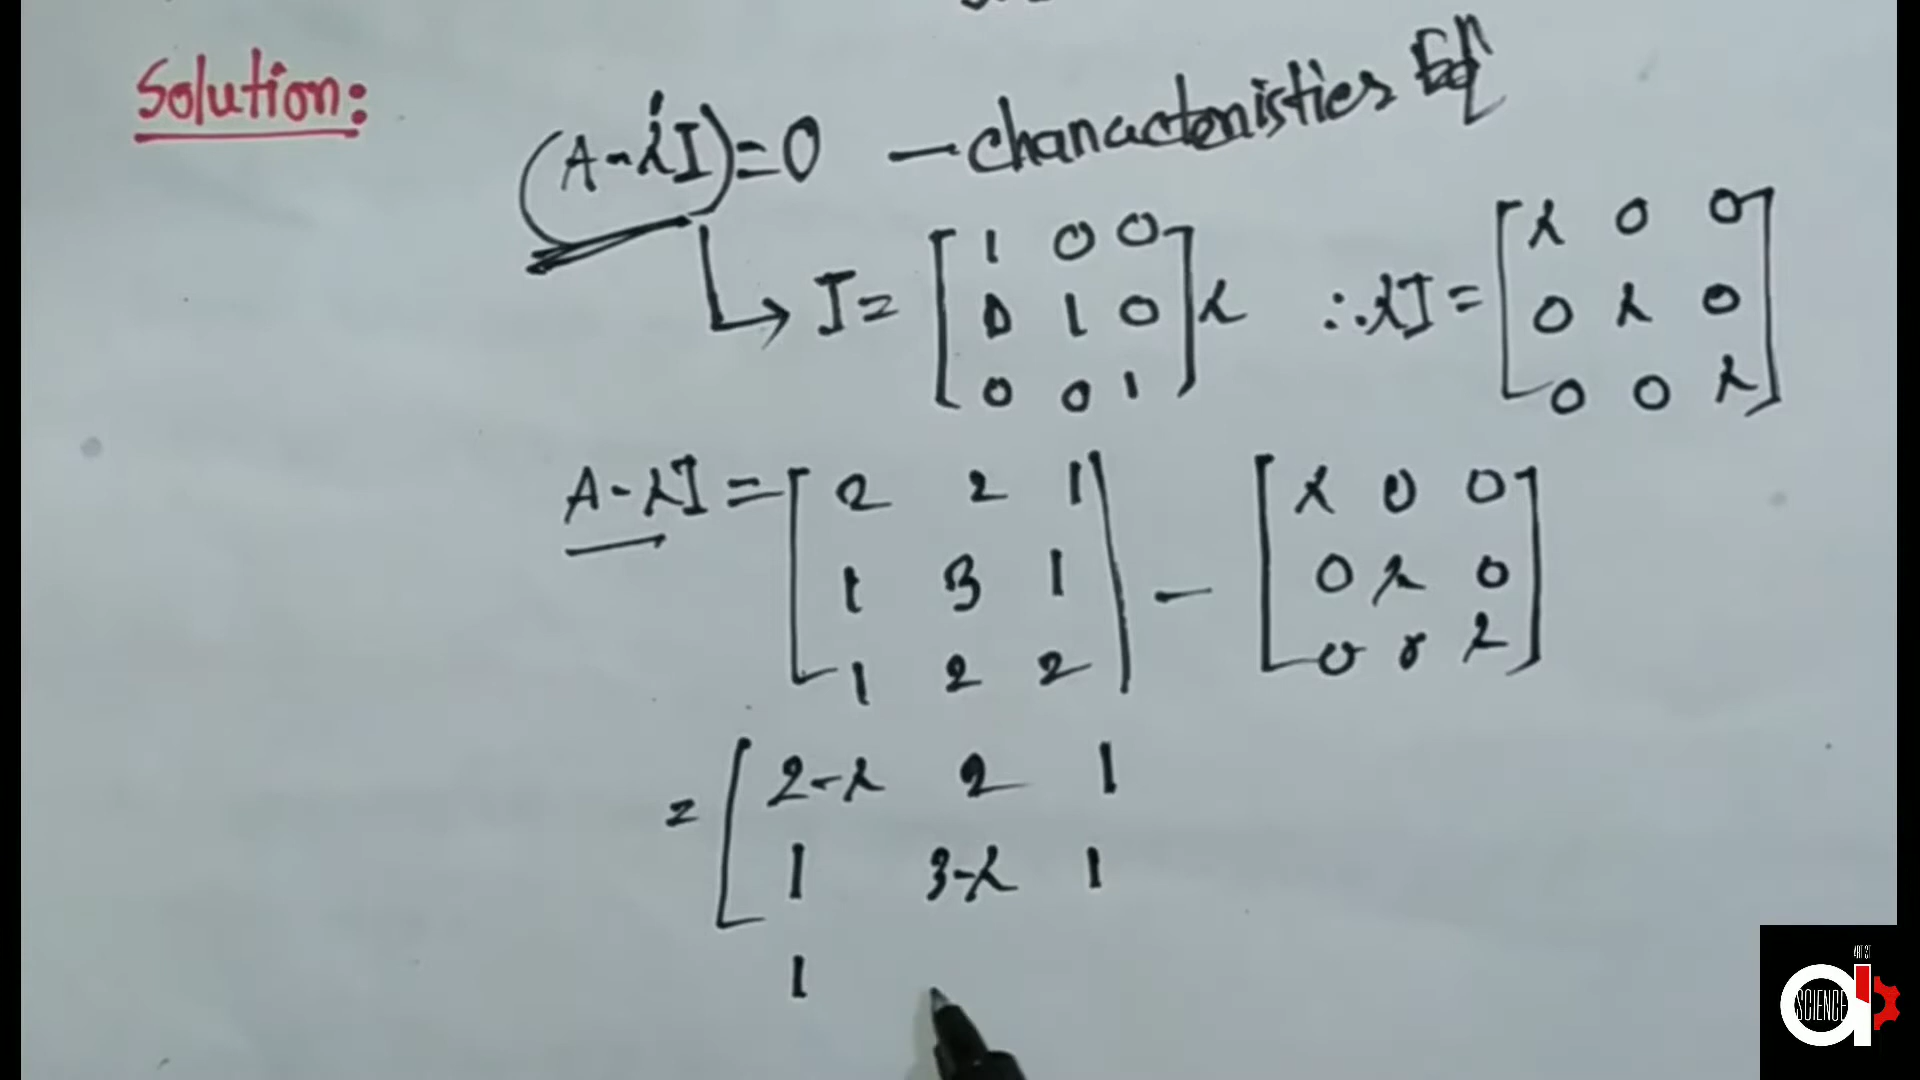 Solution:
(A-λI)=0 — charactoristies Eqn
→ I = [1 0 0
0 1 0
0 0 1] λ ∴ λI = [λ 0 0
0 λ 0
0 0 λ]
A-λI = [2 2 1
1 3 1
1 2 2] - [λ 0 0
0 λ 0
0 0 λ]
= [2-λ 2 1
1 3-λ 1
1
SCIENCE